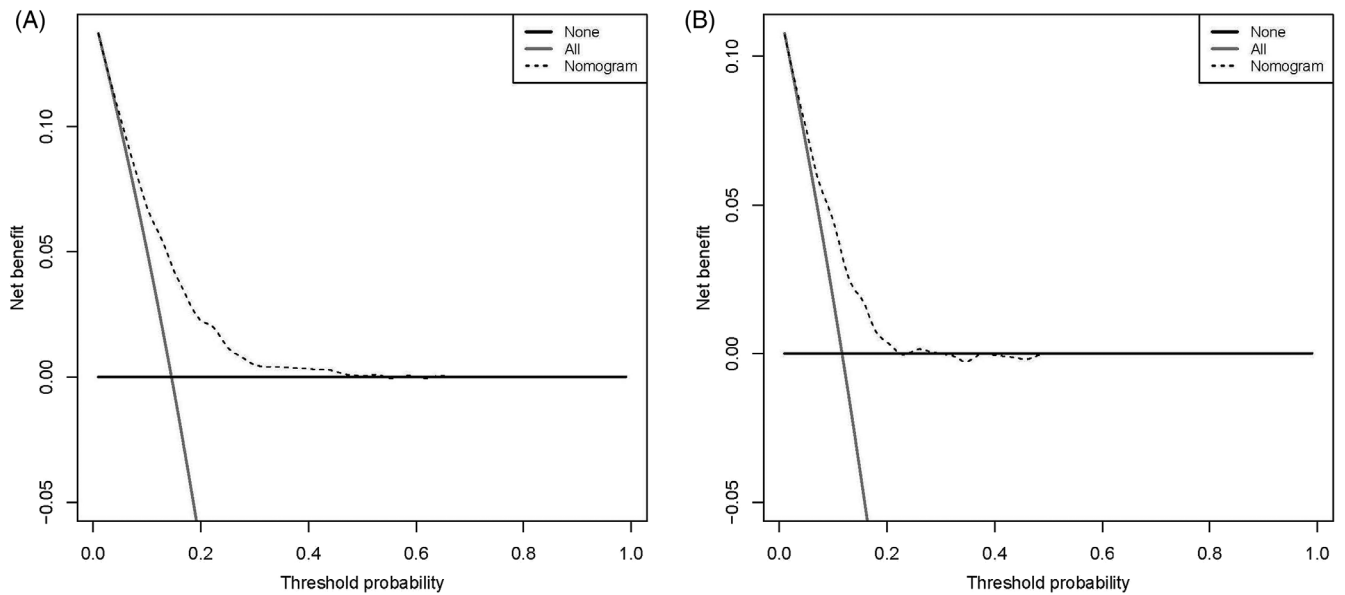 (A)
None
All
Nomogram
Net benefit
0.10
0.05
0.00
−0.05
0.0 0.2 0.4 0.6 0.8 1.0
Threshold probability
(B)
None
All
Nomogram
Net benefit
0.10
0.05
0.00
−0.05
0.0 0.2 0.4 0.6 0.8 1.0
Threshold probability